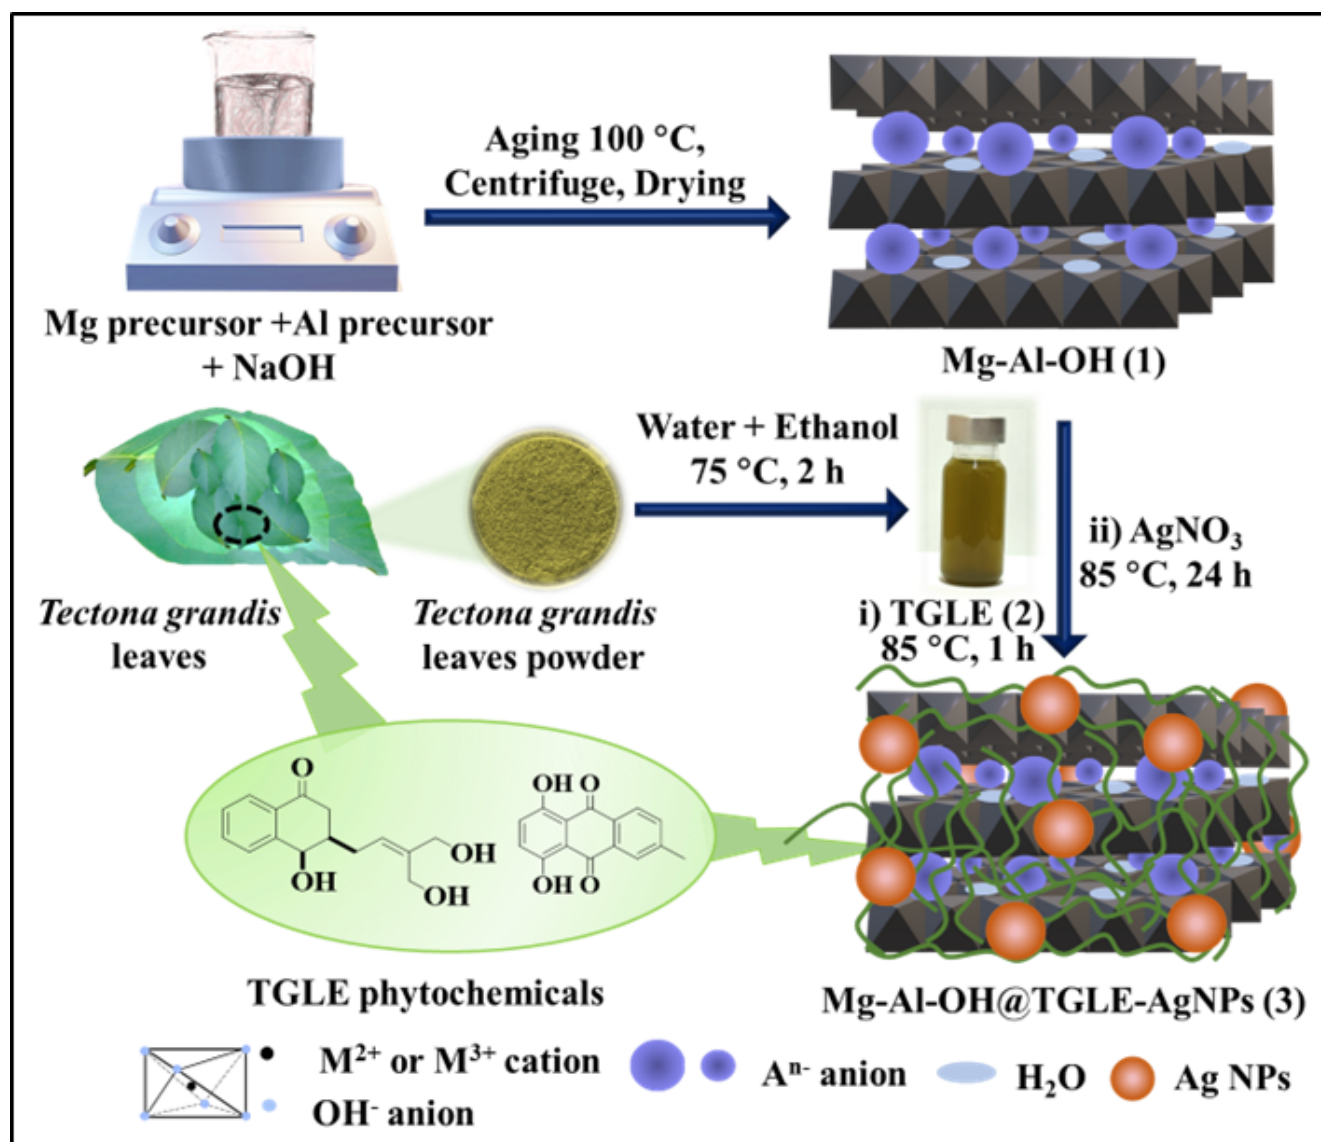 Aging 100 °C,
Centrifuge, Drying
Mg precursor +Al precursor
+ NaOH
Mg-Al-OH (1)
Water + Ethanol
75 °C, 2 h
ii) AgNO₃
85 °C, 24 h
Tectona grandis
leaves
Tectona grandis
leaves powder
i) TGLE (2)
85 °C, 1 h
O
OH
OH
OH
OH
O
OH
O
TGLE phytochemicals
Mg-Al-OH@TGLE-AgNPs (3)
M²⁺ or M³⁺ cation
OH⁻ anion
Aⁿ⁻ anion
H₂O
Ag NPs